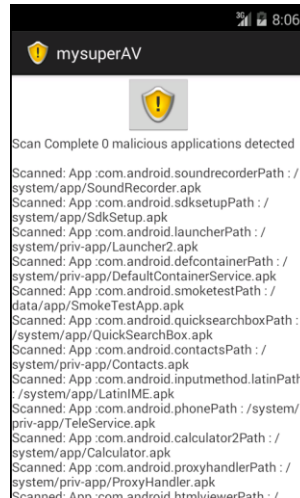 3G 8:06
mysuperAV
Scan Complete 0 malicious applications detected
Scanned: App :com.android.soundrecorderPath : /
system/app/SoundRecorder.apk
Scanned: App :com.android.sdksetupPath : /
system/app/SdkSetup.apk
Scanned: App :com.android.launcherPath : /
system/priv-app/Launcher2.apk
Scanned: App :com.android.defcontainerPath : /
system/priv-app/DefaultContainerService.apk
Scanned: App :com.android.smoketestPath : /
data/app/SmokeTestApp.apk
Scanned: App :com.android.quicksearchboxPath :
/system/app/QuickSearchBox.apk
Scanned: App :com.android.contactsPath : /
system/priv-app/Contacts.apk
Scanned: App :com.android.inputmethod.latinPath
: /system/app/LatinIME.apk
Scanned: App :com.android.phonePath : /system/
priv-app/TeleService.apk
Scanned: App :com.android.calculator2Path : /
system/app/Calculator.apk
Scanned: App :com.android.proxyhandlerPath : /
system/priv-app/ProxyHandler.apk
Scanned: App :com.android.htmlviewerPath : /